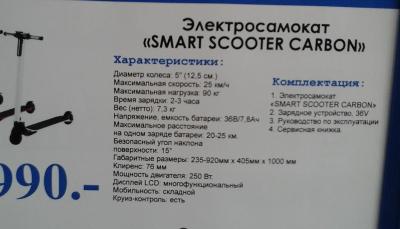 Электросамокат
«SMART SCOOTER CARBON»
Характеристики:
Диаметр колеса: 5" (12,5 см.)
Максимальная скорость: 25 км/ч
Максимальная нагрузка: 90 кг
Время зарядки: 2-3 часа
Вес (нетто): 7,3 кг
Напряжение, емкость батареи: 36В/7,8Ач
Максимальное расстояние
на одном заряде батареи: 20-25 км.
Безопасный угол наклона
поверхности: 15°
Габаритные размеры: 235-920мм х 405мм х 1000 мм
Клиренс: 76 мм
Мощность двигателя: 250 Вт.
Дисплей LCD: многофункциональный
Мобильность: складной
Круиз-контроль: есть
Комплектация:
1. Электросамокат
«SMART SCOOTER CARBON»
2. Зарядное устройство, 36V
3. Руководство по эксплуатации
4. Сервисная книжка.
990.-